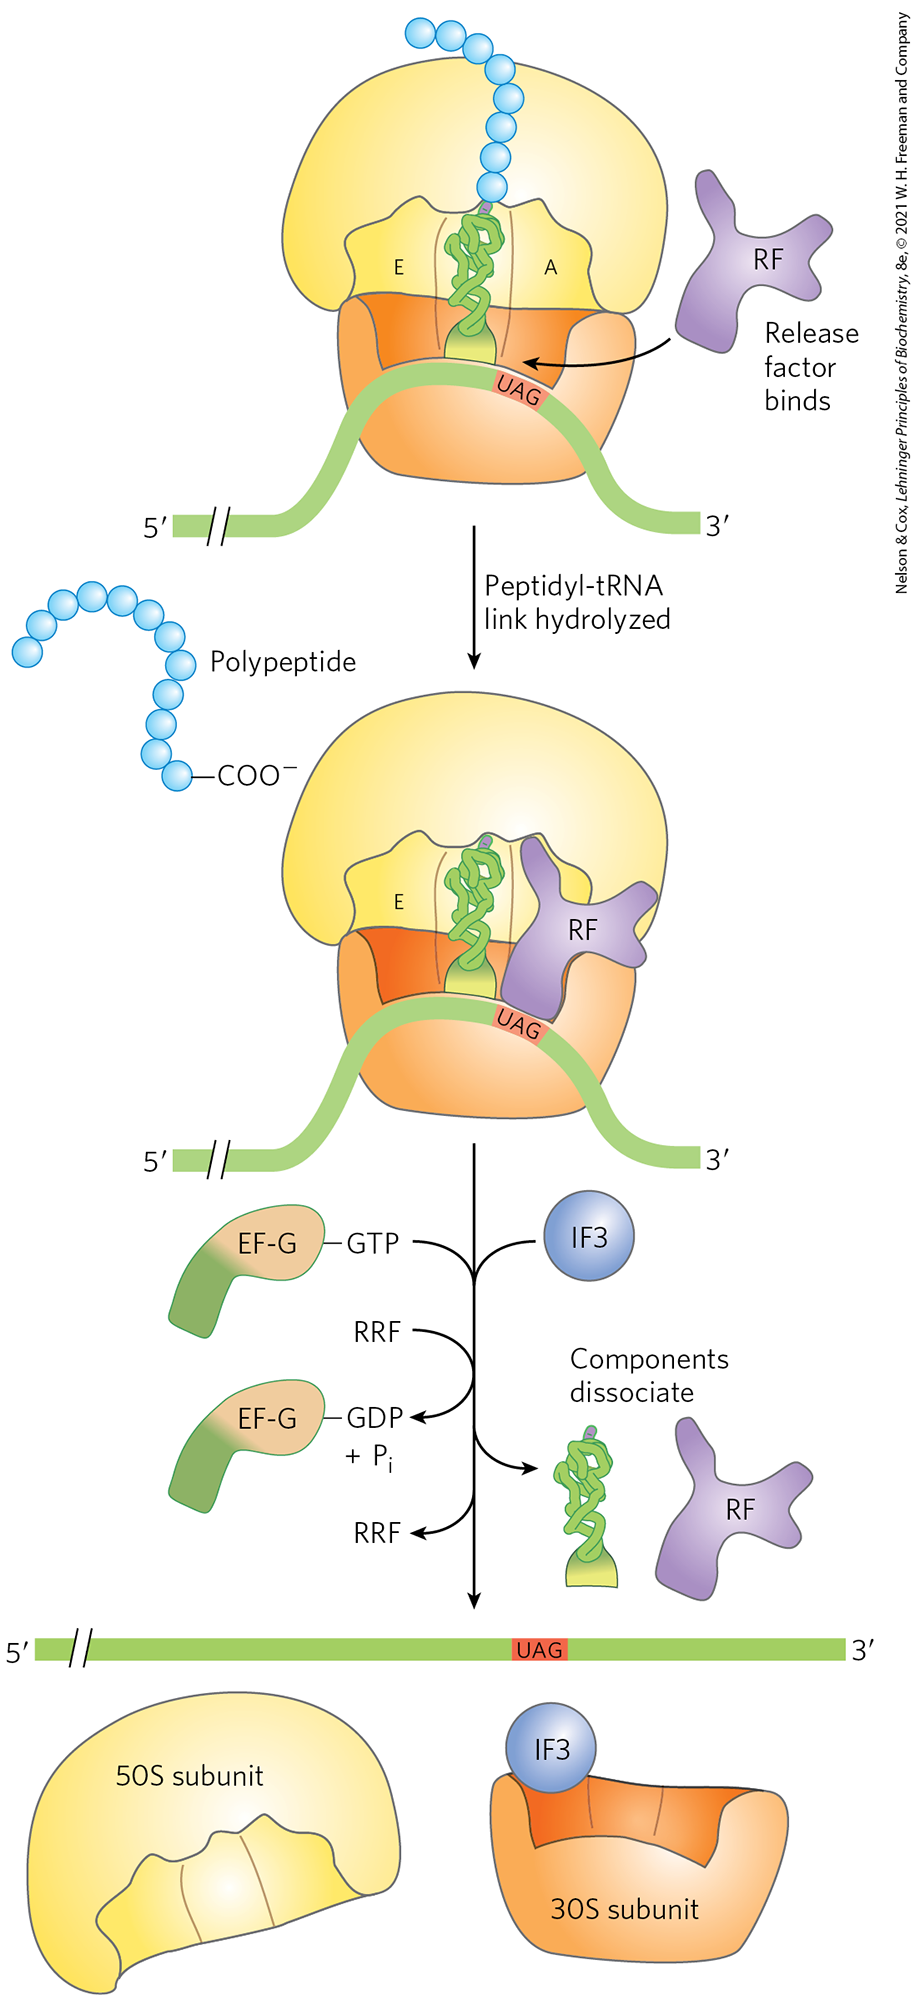 Nelson & Cox, Lehninger Principles of Biochemistry, 8e, © 2021 W. H. Freeman and Company
E
A
RF
Release
factor
binds
UAG
5′
3′
Peptidyl-tRNA
link hydrolyzed
Polypeptide
COO−
E
RF
UAG
5′
3′
EF-G
GTP
IF3
RRF
Components
dissociate
EF-G
GDP
+ Pi
RF
RRF
5′
UAG
3′
IF3
50S subunit
30S subunit